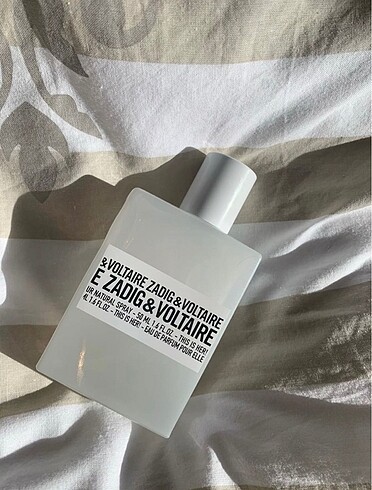 &VOLTAIRE ZADIG&VOLTAIRE
E ZADIG&VOLTAIRE
UR NATURAL SPRAY - 50 ML 1.6 FL.OZ - THIS IS HER!
ML 1.6 FL.OZ - THIS IS HER! - EAU DE PARFUM POUR ELLE